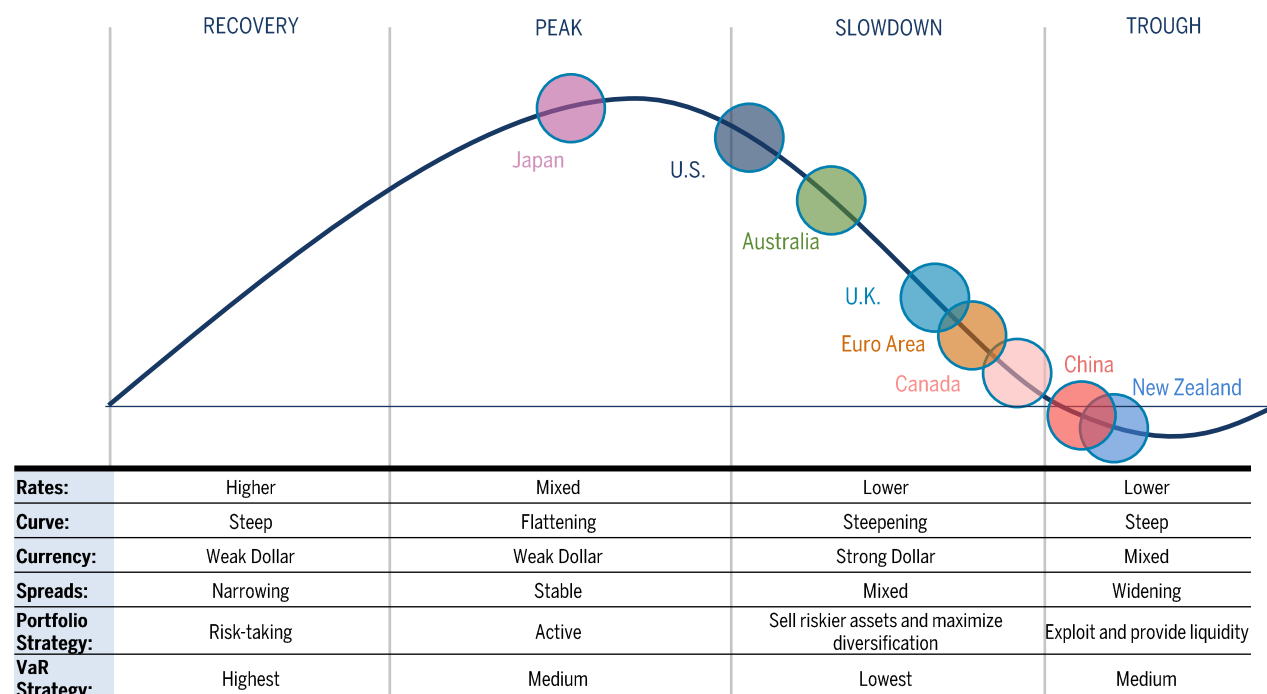 RECOVERY PEAK SLOWDOWN TROUGH
Japan
U.S.
Australia
U.K.
Euro Area
Canada
China
New Zealand
Rates: Higher Mixed Lower Lower
Curve: Steep Flattening Steepening Steep
Currency: Weak Dollar Weak Dollar Strong Dollar Mixed
Spreads: Narrowing Stable Mixed Widening
Portfolio
Strategy: Risk-taking Active Sell riskier assets and maximize
diversification Exploit and provide liquidity
VaR
Strategy: Highest Medium Lowest Medium